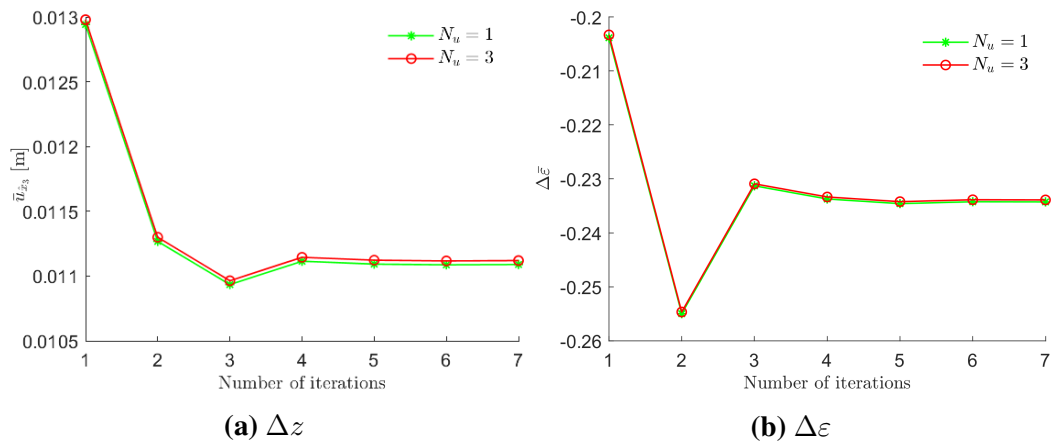 0.013
0.0125
0.012
0.0115
0.011
0.0105
ū_{ẋ₃} [m]
N_u = 1
N_u = 3
1 2 3 4 5 6 7
Number of iterations
(a) Δz
-0.2
-0.21
-0.22
-0.23
-0.24
-0.25
-0.26
Δε̄
N_u = 1
N_u = 3
1 2 3 4 5 6 7
Number of iterations
(b) Δε